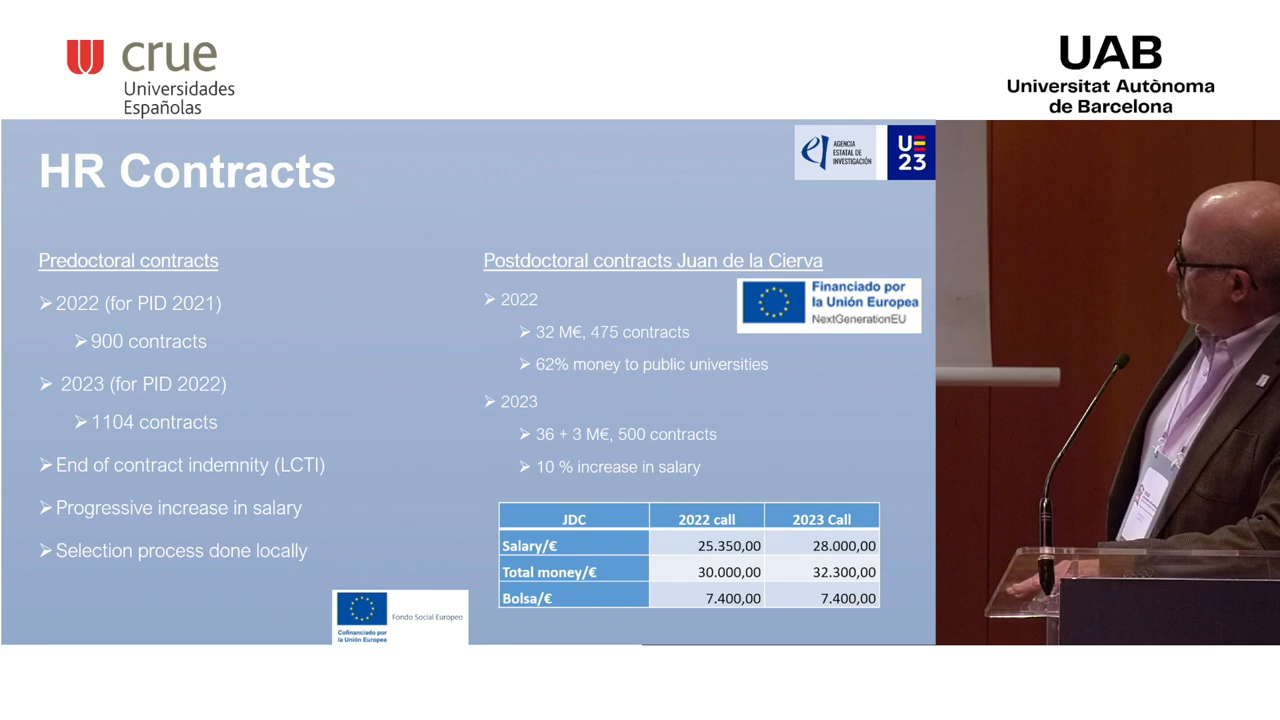 crue
Universidades
Españolas
UAB
Universitat Autònoma
de Barcelona
HR Contracts
AGENCIA
ESTATAL DE
INVESTIGACIÓN
UE
23
Predoctoral contracts
➢2022 (for PID 2021)
➢900 contracts
➢ 2023 (for PID 2022)
➢1104 contracts
➢End of contract indemnity (LCTI)
➢Progressive increase in salary
➢Selection process done locally
Cofinanciado por
la Unión Europea
Fondo Social Europeo
Postdoctoral contracts Juan de la Cierva
➢ 2022
➢ 32 M€, 475 contracts
➢ 62% money to public universities
Financiado por
la Unión Europea
NextGenerationEU
➢ 2023
➢ 36 + 3 M€, 500 contracts
➢ 10 % increase in salary
JDC 2022 call 2023 Call
Salary/€ 25.350,00 28.000,00
Total money/€ 30.000,00 32.300,00
Bolsa/€ 7.400,00 7.400,00